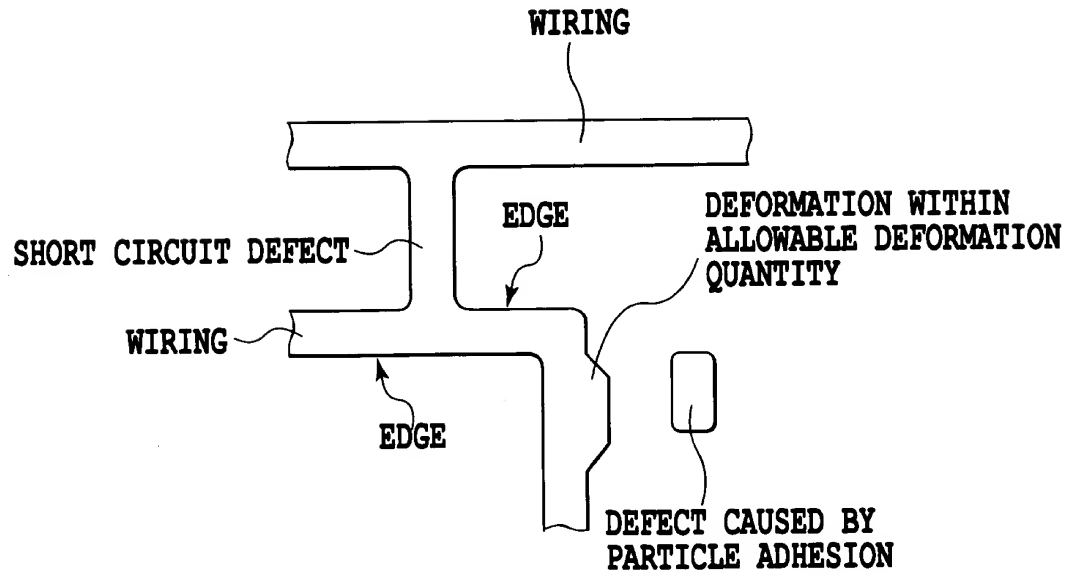 WIRING
DEFORMATION WITHIN
ALLOWABLE DEFORMATION
QUANTITY
EDGE
SHORT CIRCUIT DEFECT
WIRING
EDGE
DEFECT CAUSED BY
PARTICLE ADHESION